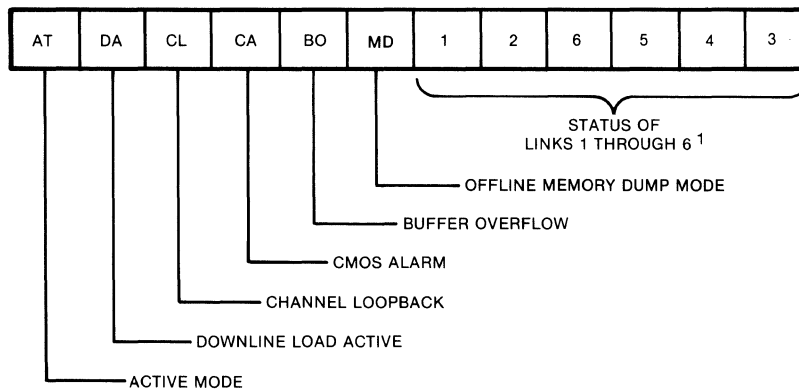 AT DA CL CA BO MD 1 2 6 5 4 3
STATUS OF
LINKS 1 THROUGH 6 1
OFFLINE MEMORY DUMP MODE
BUFFER OVERFLOW
CMOS ALARM
CHANNEL LOOPBACK
DOWNLINE LOAD ACTIVE
ACTIVE MODE